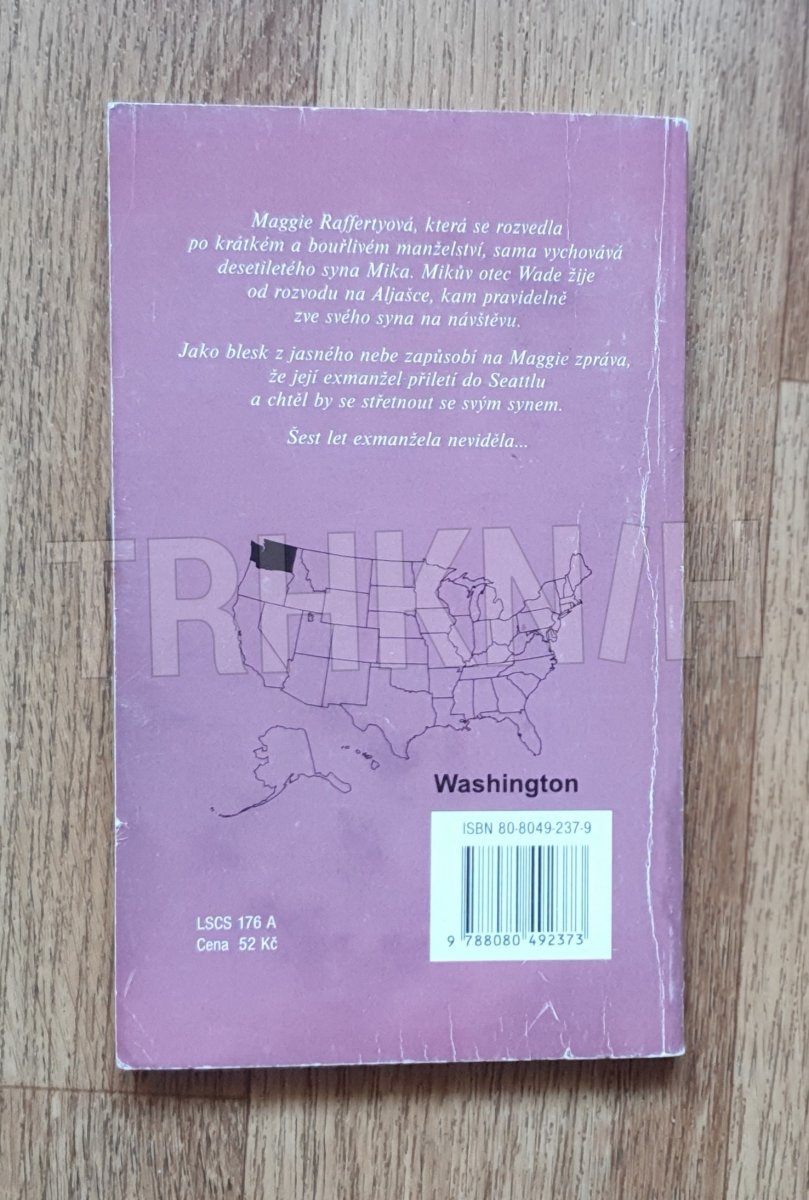 Maggie Raffertyová, která se rozvedla
po krátkém a bouřlivém manželství, sama vychovává
desetiletého syna Mika. Mikův otec Wade žije
od rozvodu na Aljašce, kam pravidelně
zve svého syna na návštěvu.
Jako blesk z jasného nebe zapůsobí na Maggie zpráva,
že její exmanžel přiletí do Seattlu
a chtěl by se střetnout se svým synem.
Šest let exmanžela neviděla...
TRHKNIH
Washington
ISBN 80-8049-237-9
9 788080 492373
LSCS 176 A
Cena 52 Kč